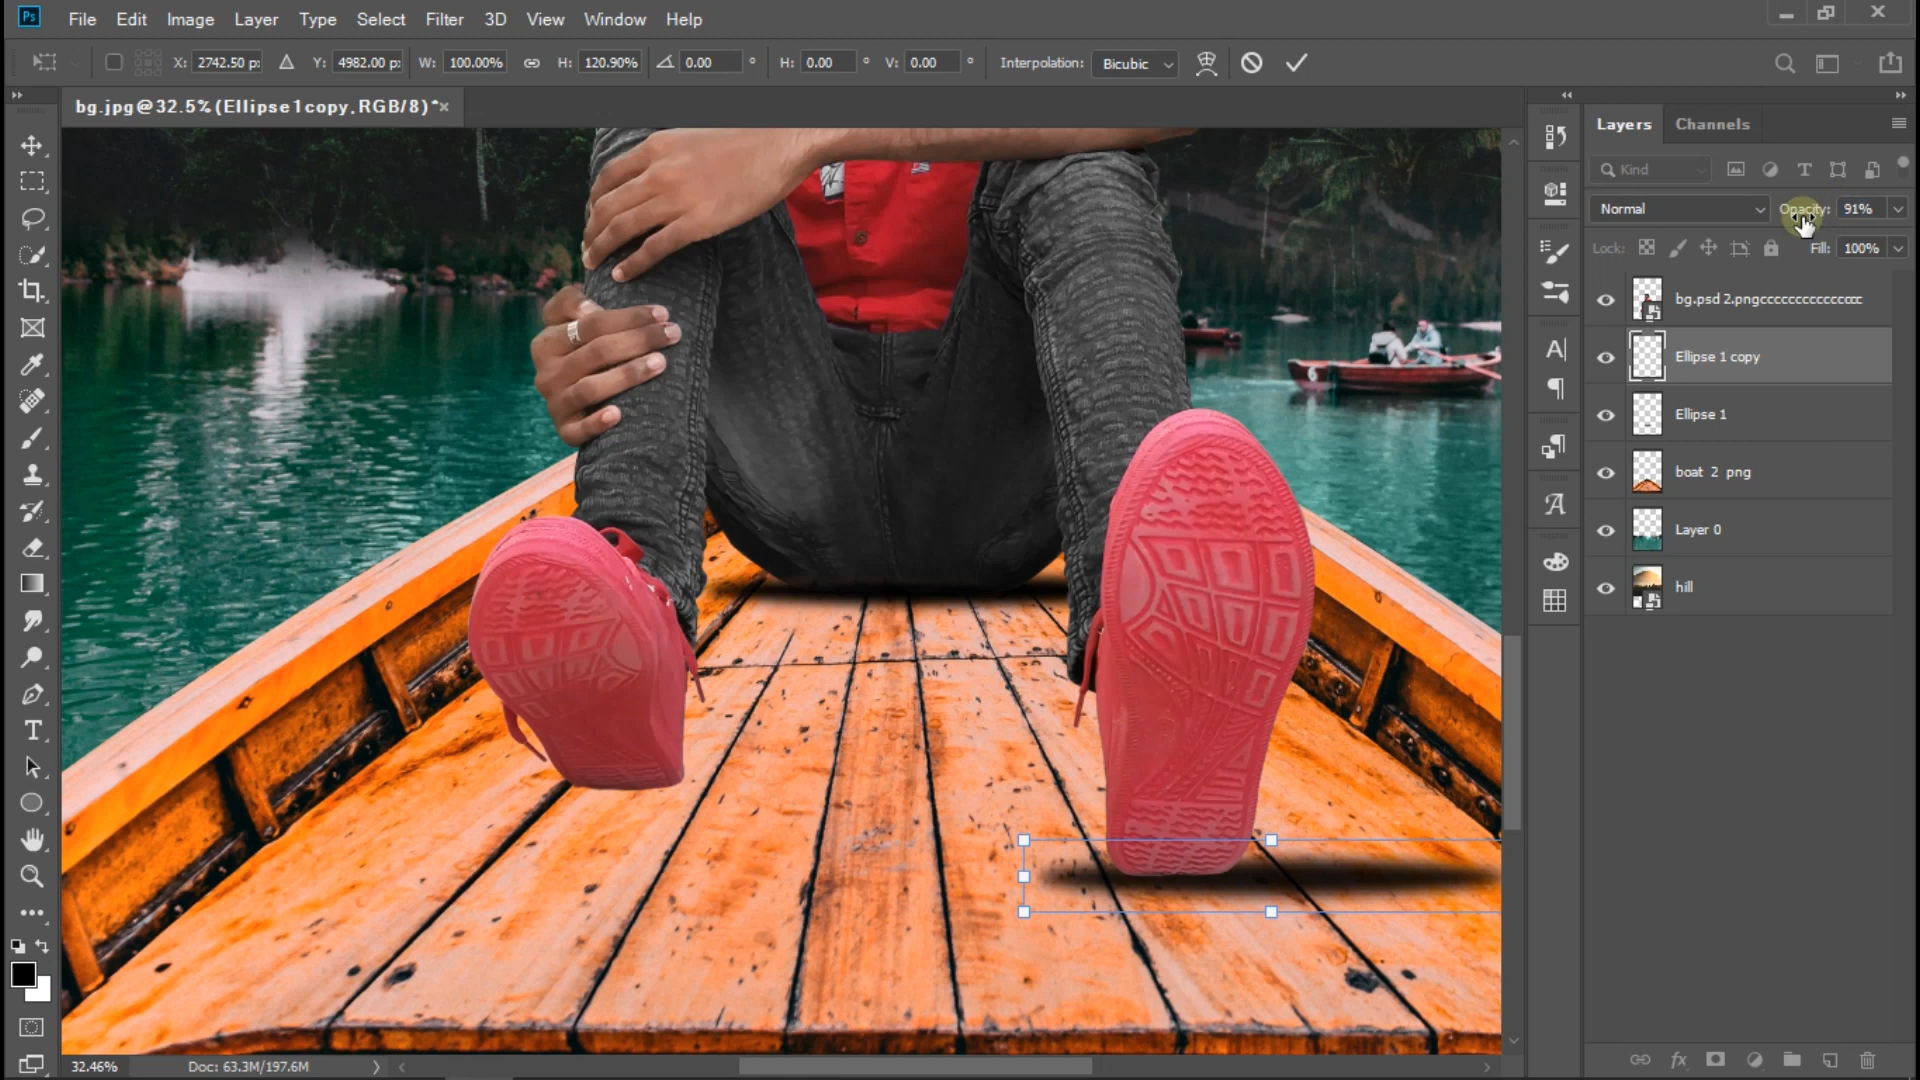 Ps File Edit Image Layer Type Select Filter 3D View Window Help
X: 2742.50 p: Y: 4982.00 p: W: 100.00% H: 120.90% 0.00 ° H: 0.00 ° V: 0.00 ° Interpolation: Bicubic
bg.jpg@32.5%(Ellipse1copy,RGB/8)*
Layers Channels
Kind
Normal Opacity: 91%
Lock: Fill: 100%
bg.psd 2.pngccccccccccccccc
Ellipse 1 copy
Ellipse 1
boat 2 png
Layer 0
hill
6
32.46% Doc: 63.3M/197.6M